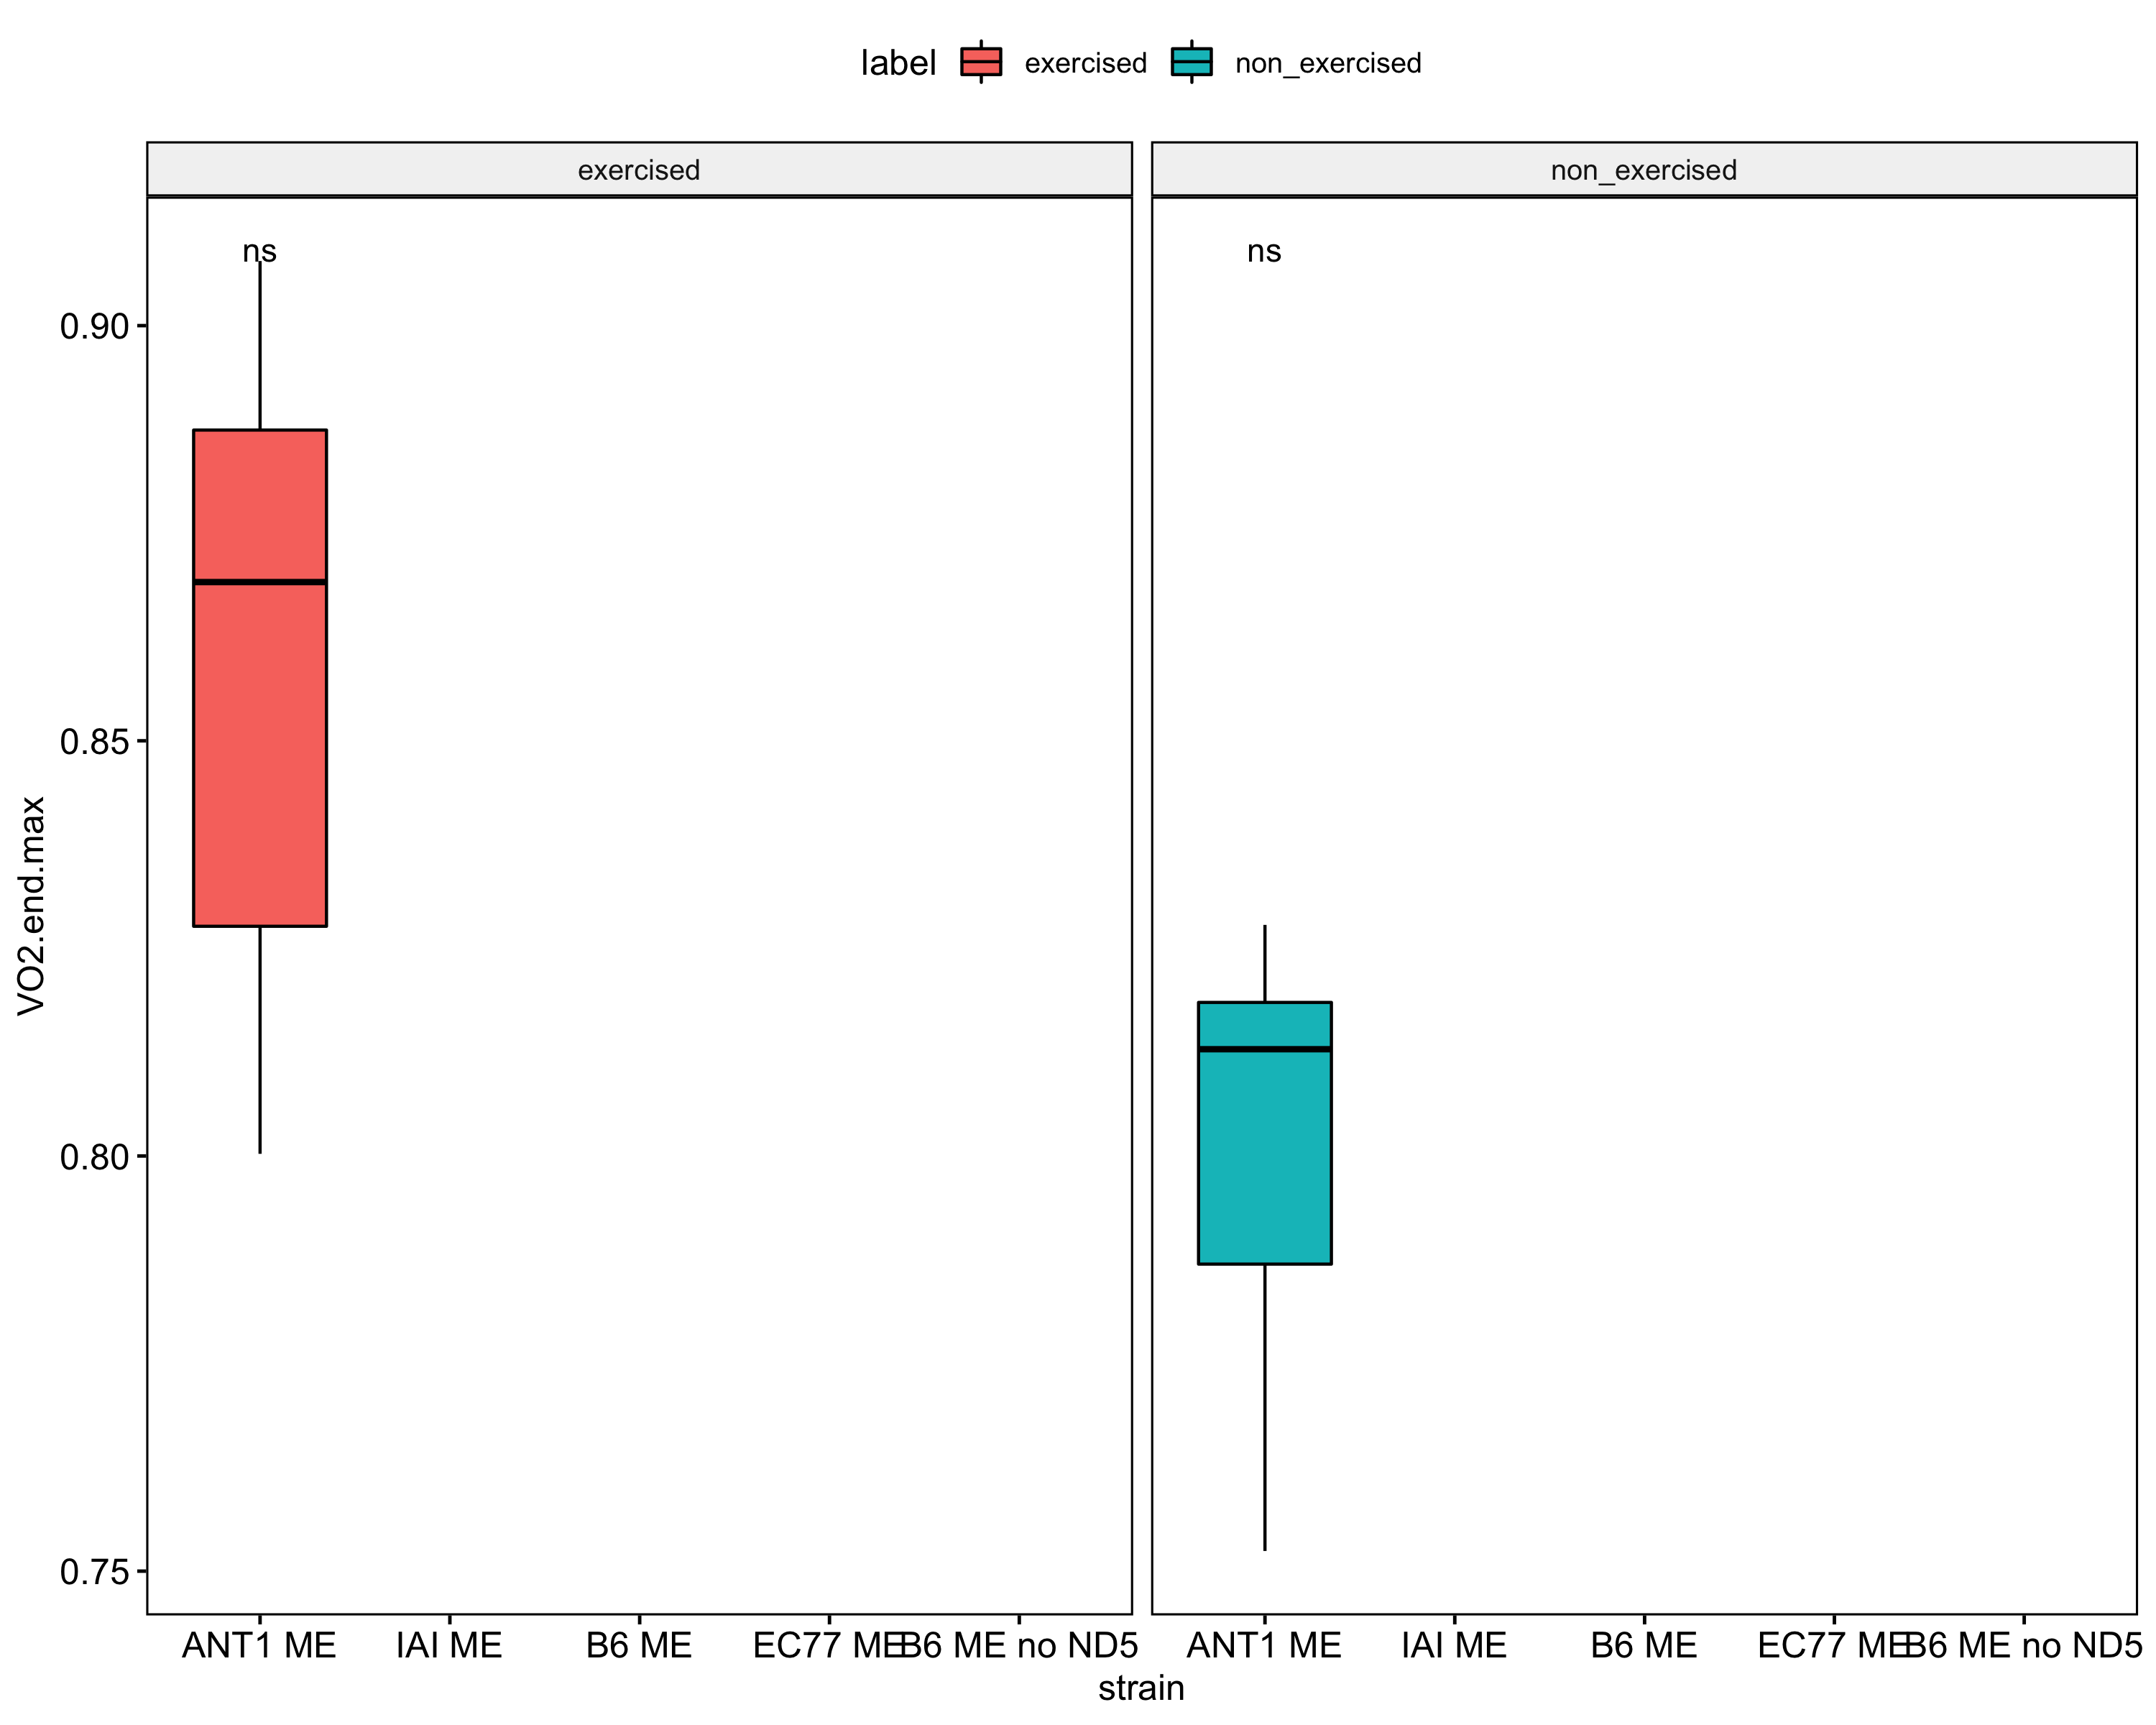 label exercised non_exercised
exercised non_exercised
ns ns
0.90
0.85
0.80
0.75
VO2.end.max
ANT1 ME IAI ME B6 ME EC77 ME B6 ME no ND5 ANT1 ME IAI ME B6 ME EC77 ME B6 ME no ND5
strain